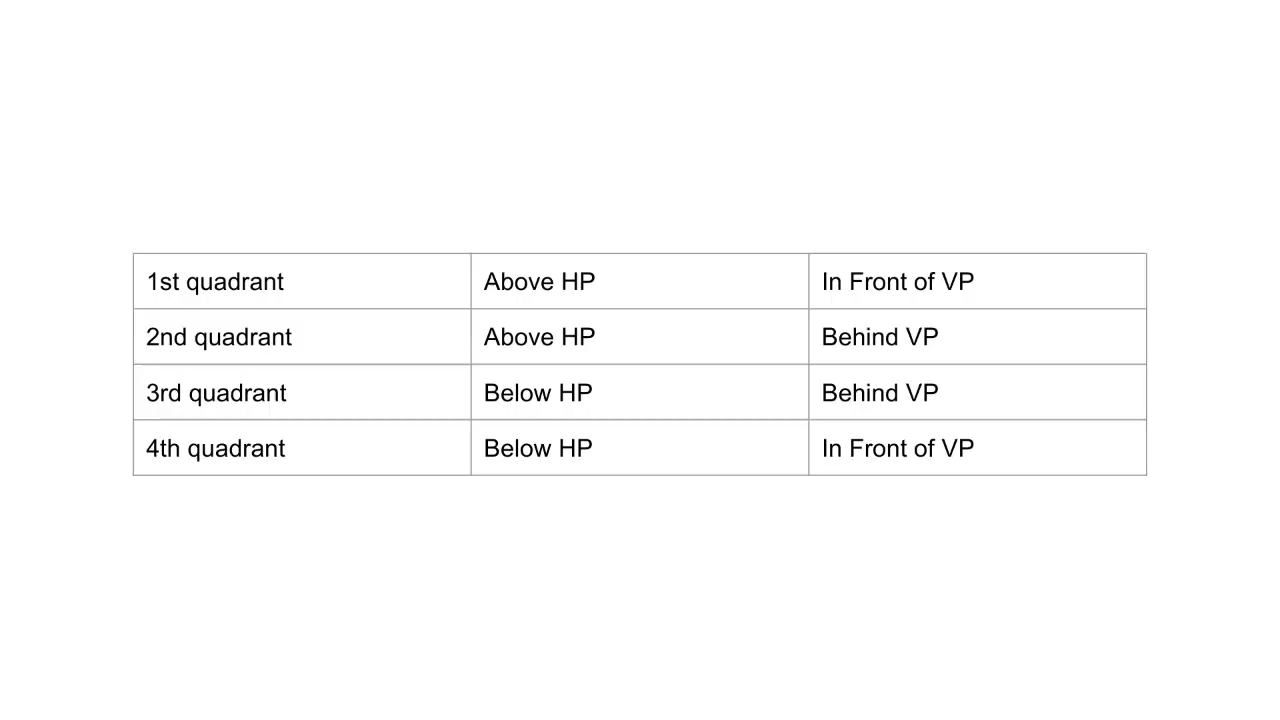 1st quadrant Above HP In Front of VP
2nd quadrant Above HP Behind VP
3rd quadrant Below HP Behind VP
4th quadrant Below HP In Front of VP